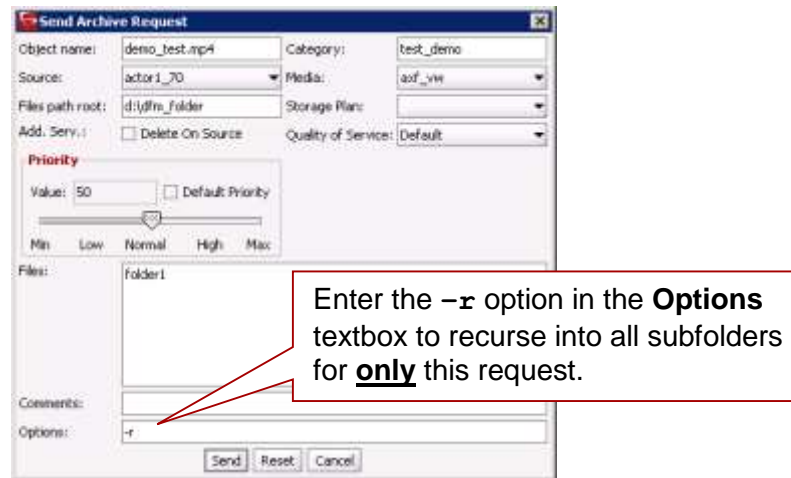 Send Archive Request
Object name: demo_test.mp4 Category: test_demo
Source: actor1_70 Media: axf_vw
Files path root: d:\dfm_folder Storage Plan:
Add. Serv.: Delete On Source Quality of Service: Default
Priority
Value: 50 Default Priority
Min Low Normal High Max
Files: folder1
Enter the –r option in the Options
textbox to recurse into all subfolders
for only this request.
Comments:
Options: -r
Send Reset Cancel